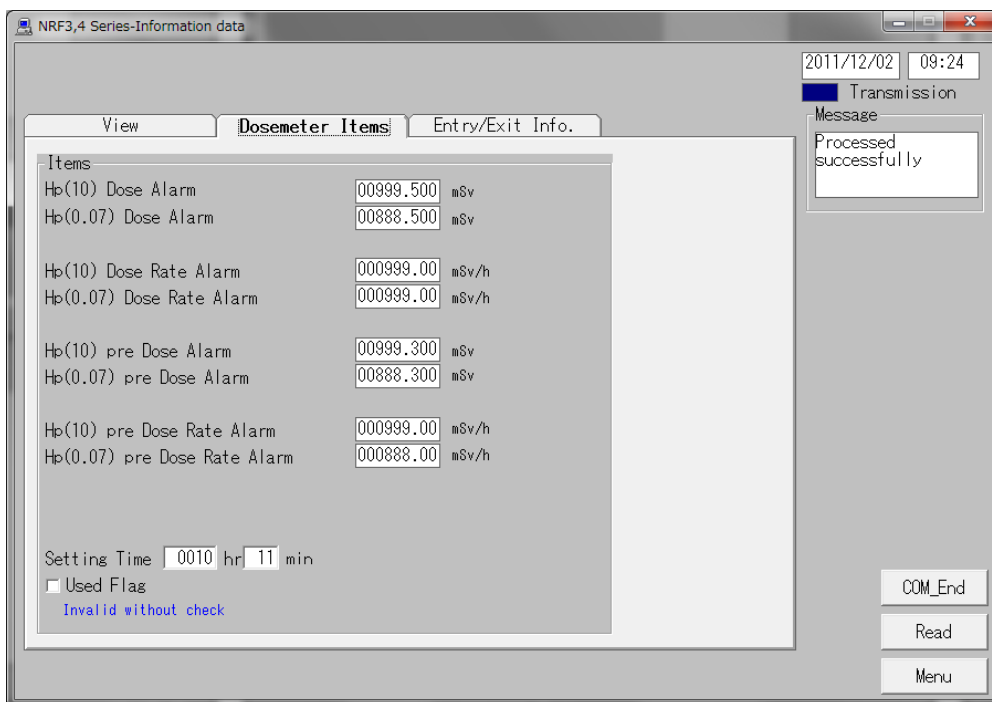 NRF3,4 Series-Information data
2011/12/02 09:24
Transmission
Message
Processed
successfully
View Dosemeter Items Entry/Exit Info.
Items
Hp(10) Dose Alarm 00999.500 mSv
Hp(0.07) Dose Alarm 00888.500 mSv
Hp(10) Dose Rate Alarm 000999.00 mSv/h
Hp(0.07) Dose Rate Alarm 000999.00 mSv/h
Hp(10) pre Dose Alarm 00999.300 mSv
Hp(0.07) pre Dose Alarm 00888.300 mSv
Hp(10) pre Dose Rate Alarm 000999.00 mSv/h
Hp(0.07) pre Dose Rate Alarm 000888.00 mSv/h
Setting Time 0010 hr 11 min
Used Flag
Invalid without check
COM_End
Read
Menu